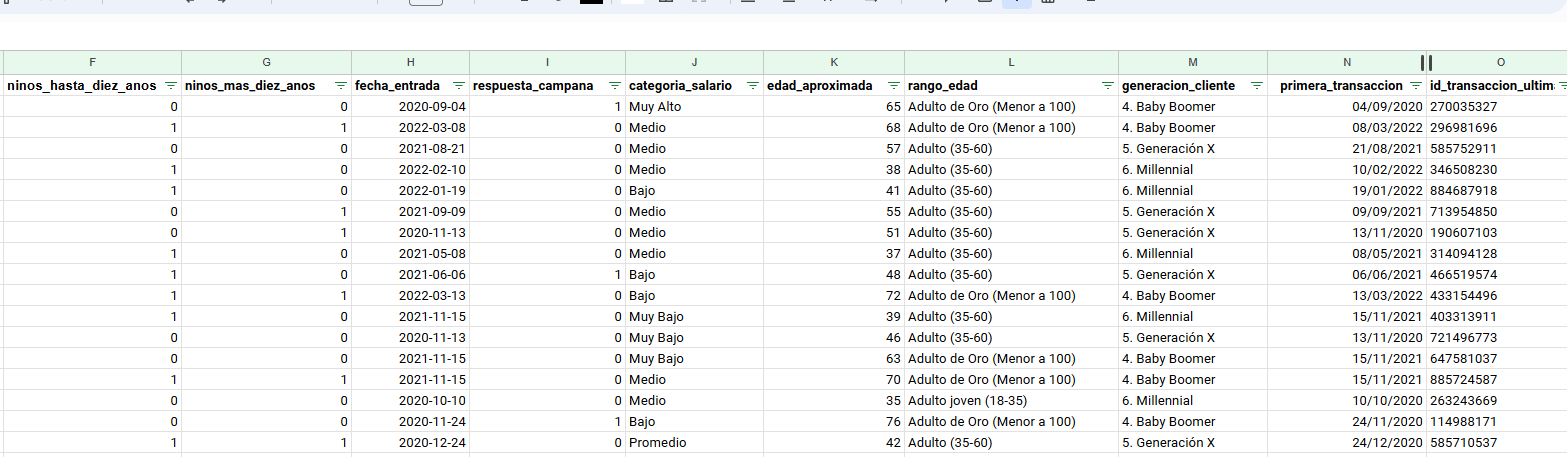 F G H I J K L M N O
ninos_hasta_diez_anos ninos_mas_diez_anos fecha_entrada respuesta_campana categoria_salario edad_aproximada rango_edad generacion_cliente primera_transaccion id_transaccion_ultim
0 0 2020-09-04 1 Muy Alto 65 Adulto de Oro (Menor a 100) 4. Baby Boomer 04/09/2020 270035327
1 1 2022-03-08 0 Medio 68 Adulto de Oro (Menor a 100) 4. Baby Boomer 08/03/2022 296981696
0 0 2021-08-21 0 Medio 57 Adulto (35-60) 5. Generación X 21/08/2021 585752911
1 0 2022-02-10 0 Medio 38 Adulto (35-60) 6. Millennial 10/02/2022 346508230
1 0 2022-01-19 0 Bajo 41 Adulto (35-60) 6. Millennial 19/01/2022 884687918
0 1 2021-09-09 0 Medio 55 Adulto (35-60) 5. Generación X 09/09/2021 713954850
0 1 2020-11-13 0 Medio 51 Adulto (35-60) 5. Generación X 13/11/2020 190607103
1 0 2021-05-08 0 Medio 37 Adulto (35-60) 6. Millennial 08/05/2021 314094128
1 0 2021-06-06 1 Bajo 48 Adulto (35-60) 5. Generación X 06/06/2021 466519574
1 1 2022-03-13 0 Bajo 72 Adulto de Oro (Menor a 100) 4. Baby Boomer 13/03/2022 433154496
1 0 2021-11-15 0 Muy Bajo 39 Adulto (35-60) 6. Millennial 15/11/2021 403313911
0 0 2020-11-13 0 Muy Bajo 46 Adulto (35-60) 5. Generación X 13/11/2020 721496773
0 0 2021-11-15 0 Muy Bajo 63 Adulto de Oro (Menor a 100) 4. Baby Boomer 15/11/2021 647581037
1 1 2021-11-15 0 Medio 70 Adulto de Oro (Menor a 100) 4. Baby Boomer 15/11/2021 885724587
0 0 2020-10-10 0 Medio 35 Adulto joven (18-35) 6. Millennial 10/10/2020 263243669
0 0 2020-11-24 1 Bajo 76 Adulto de Oro (Menor a 100) 4. Baby Boomer 24/11/2020 114988171
1 1 2020-12-24 0 Promedio 42 Adulto (35-60) 5. Generación X 24/12/2020 585710537